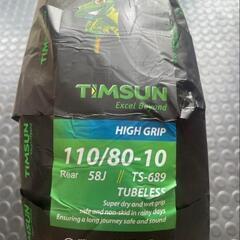 TIMSUN
Excel Beyond
HIGH GRIP
110/80-10
Rear 58J // TS-689
TUBELESS
Super dry and wet grip
safe and non-skid in rainy days
Ensuring a long journey safe and sound